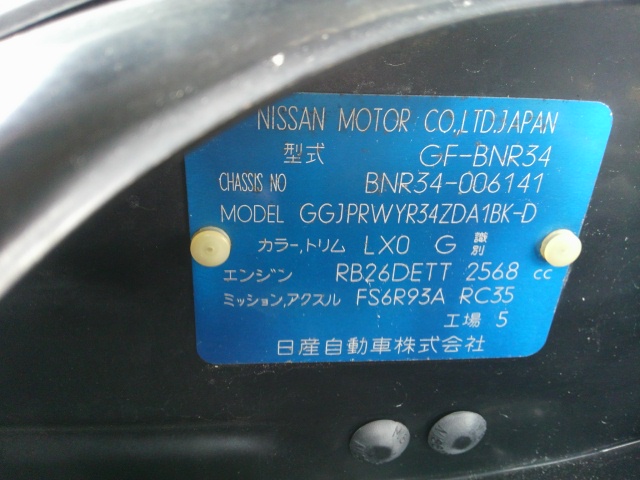 NISSAN MOTOR CO.,LTD.JAPAN
型式 GF-BNR34
CHASSIS NO BNR34-006141
MODEL GGJPRWYR34ZDA1BK-D
カラー,トリム LX0 G 識別
エンジン RB26DETT 2568 cc
ミッション,アクスル FS6R93A RC35
工場 5
日産自動車株式会社